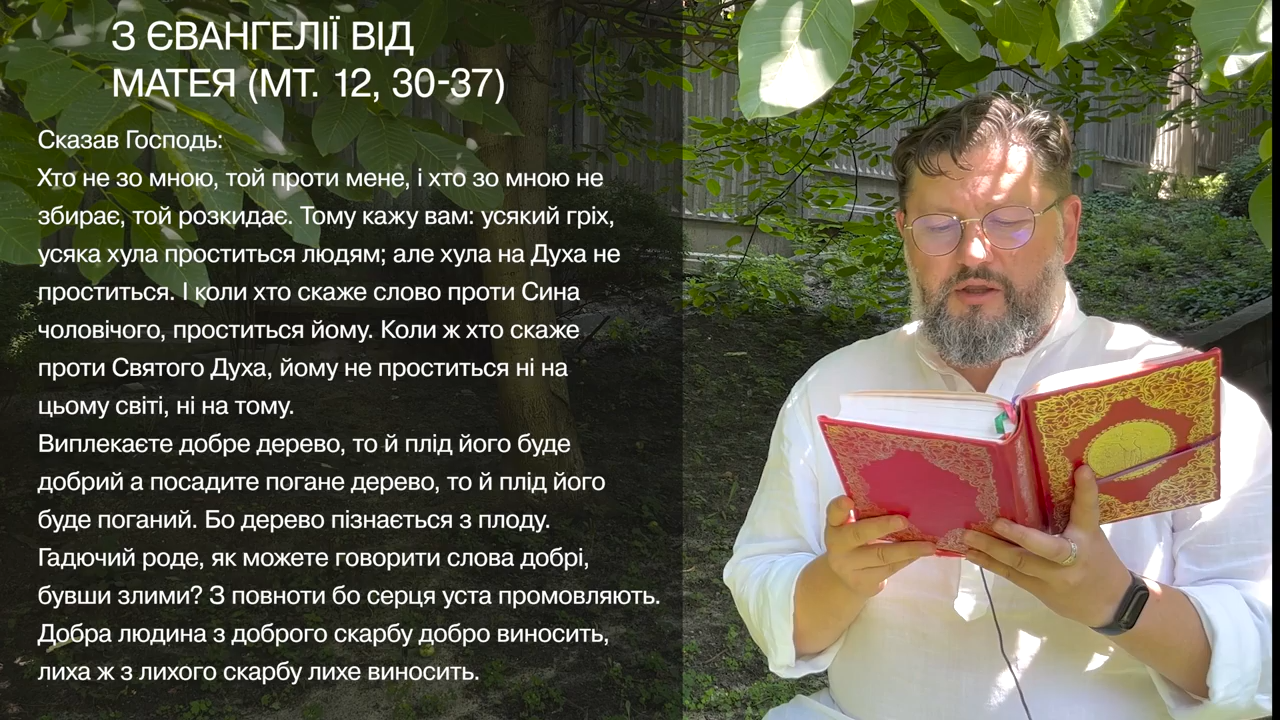 З ЄВАНГЕЛІЇ ВІД
МАТЕЯ (МТ. 12, 30-37)
Сказав Господь:
Хто не зо мною, той проти мене, і хто зо мною не
збирає, той розкидає. Тому кажу вам: усякий гріх,
усяка хула проститься людям; але хула на Духа не
проститься. І коли хто скаже слово проти Сина
чоловічого, проститься йому. Коли ж хто скаже
проти Святого Духа, йому не проститься ні на
цьому світі, ні на тому.
Виплекаєте добре дерево, то й плід його буде
добрий а посадите погане дерево, то й плід його
буде поганий. Бо дерево пізнається з плоду.
Гадючий роде, як можете говорити слова добрі,
бувши злими? З повноти бо серця уста промовляють.
Добра людина з доброго скарбу добро виносить,
лиха ж з лихого скарбу лихе виносить.